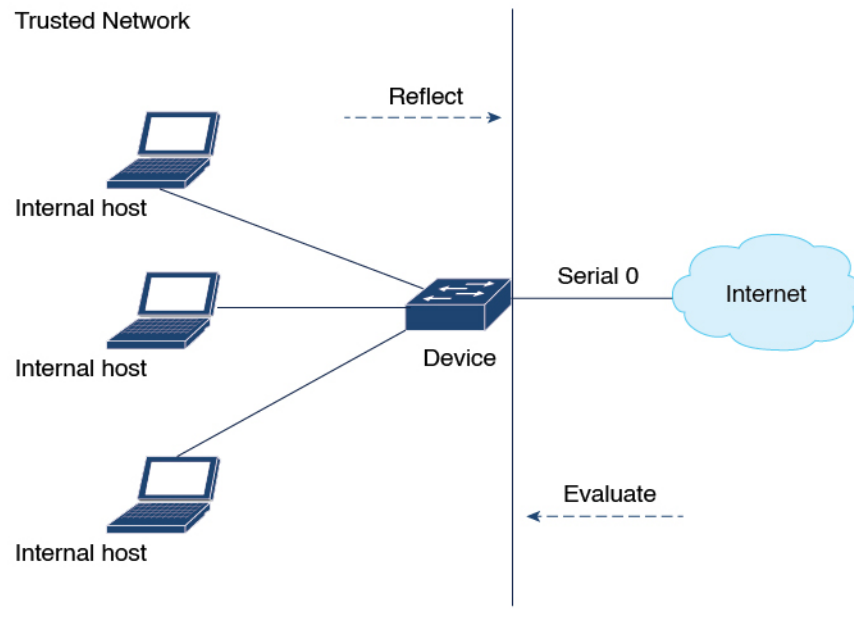 Trusted Network
Reflect
Internal host
Serial 0
Internet
Device
Internal host
Evaluate
Internal host